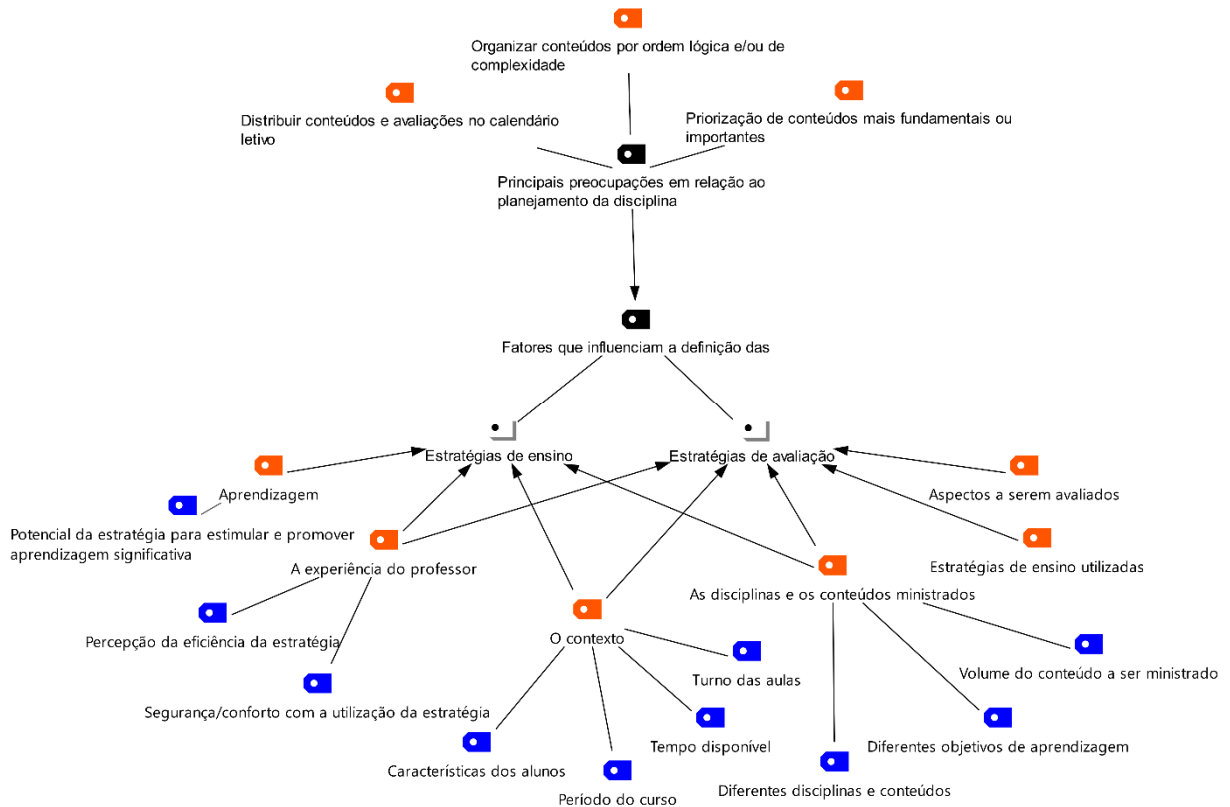 Organizar conteúdos por ordem lógica e/ou de
complexidade
Distribuir conteúdos e avaliações no calendário
letivo
Priorização de conteúdos mais fundamentais ou
importantes
Principais preocupações em relação ao
planejamento da disciplina
Fatores que influenciam a definição das
Estratégias de ensino
Estratégias de avaliação
Aprendizagem
Aspectos a serem avaliados
Potencial da estratégia para estimular e promover
aprendizagem significativa
A experiência do professor
Estratégias de ensino utilizadas
As disciplinas e os conteúdos ministrados
Percepção da eficiência da estratégia
O contexto
Turno das aulas
Volume do conteúdo a ser ministrado
Segurança/conforto com a utilização da estratégia
Tempo disponível
Diferentes objetivos de aprendizagem
Características dos alunos
Período do curso
Diferentes disciplinas e conteúdos